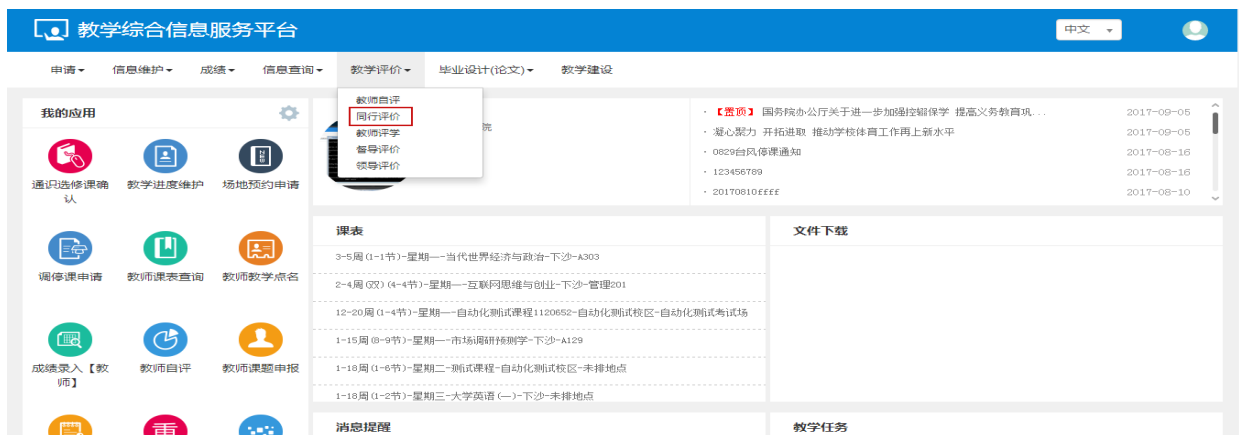 教学综合信息服务平台
中文
申请 信息维护 成绩 信息查询 教学评价 毕业设计(论文) 教学建设
教师自评
同行评价
教师评学
督导评价
领导评价
我的应用
通识选修课确认
教学进度维护
场地预约申请
调停课申请
教师课表查询
教师教学点名
成绩录入【教师】
教师自评
教师课题申报
重
院
· 【置顶】 国务院办公厅关于进一步加强控辍保学 提高义务教育巩... 2017-09-05
· 凝心聚力 开拓进取 推动学校体育工作再上新水平 2017-09-05
· 0829台风停课通知 2017-08-16
· 123456789 2017-08-16
· 20170810ffff 2017-08-10
课表
3-5周(1-1节)-星期一--当代世界经济与政治-下沙-A303
2-4周(双)(4-4节)-星期一--互联网思维与创业-下沙-管理201
12-20周(1-4节)-星期一--自动化测试课程1120652-自动化测试校区-自动化测试考试场
1-15周(8-9节)-星期一-市场调研预测学-下沙-A129
1-18周(1-6节)-星期二-测试课程-自动化测试校区-未排地点
1-18周(1-2节)-星期三-大学英语(一)-下沙-未排地点
文件下载
消息提醒
教学任务